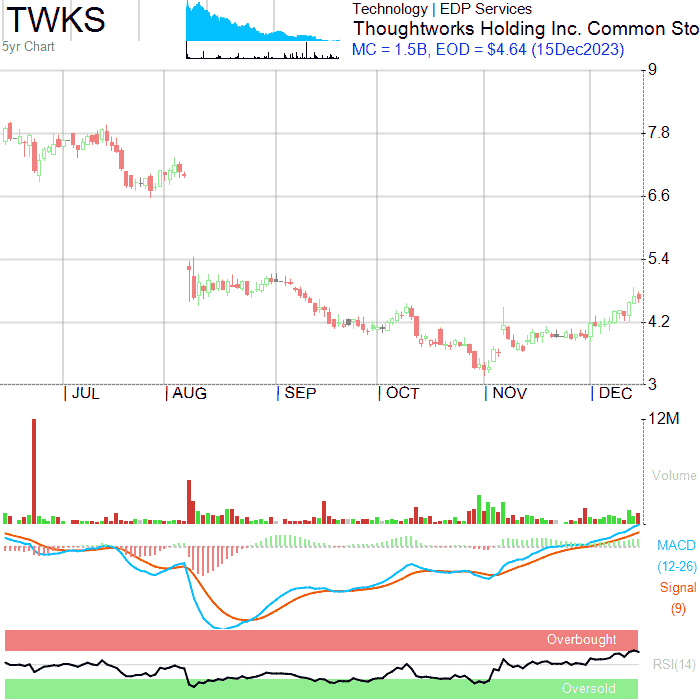 TWKS
5yr Chart
Technology | EDP Services
Thoughtworks Holding Inc. Common Sto
MC = 1.5B, EOD = $4.64 (15Dec2023)
9
7.8
6.6
5.4
4.2
3
JUL AUG SEP OCT NOV DEC
12M
Volume
MACD
(12-26)
Signal
(9)
Overbought
RSI(14)
Oversold